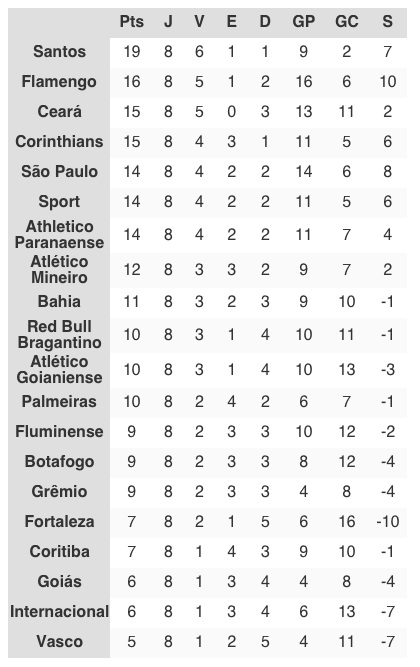 Pts J V E D GP GC S
Santos 19 8 6 1 1 9 2 7
Flamengo 16 8 5 1 2 16 6 10
Ceará 15 8 5 0 3 13 11 2
Corinthians 15 8 4 3 1 11 5 6
São Paulo 14 8 4 2 2 14 6 8
Sport 14 8 4 2 2 11 5 6
Athletico
Paranaense 14 8 4 2 2 11 7 4
Atlético
Mineiro 12 8 3 3 2 9 7 2
Bahia 11 8 3 2 3 9 10 -1
Red Bull
Bragantino 10 8 3 1 4 10 11 -1
Atlético
Goianiense 10 8 3 1 4 10 13 -3
Palmeiras 10 8 2 4 2 6 7 -1
Fluminense 9 8 2 3 3 10 12 -2
Botafogo 9 8 2 3 3 8 12 -4
Grêmio 9 8 2 3 3 4 8 -4
Fortaleza 7 8 2 1 5 6 16 -10
Coritiba 7 8 1 4 3 9 10 -1
Goiás 6 8 1 3 4 4 8 -4
Internacional 6 8 1 3 4 6 13 -7
Vasco 5 8 1 2 5 4 11 -7